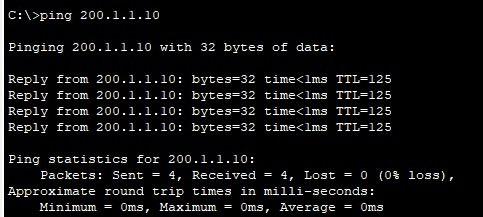 C:\>ping 200.1.1.10
Pinging 200.1.1.10 with 32 bytes of data:
Reply from 200.1.1.10: bytes=32 time<1ms TTL=125
Reply from 200.1.1.10: bytes=32 time<1ms TTL=125
Reply from 200.1.1.10: bytes=32 time<1ms TTL=125
Reply from 200.1.1.10: bytes=32 time<1ms TTL=125
Ping statistics for 200.1.1.10:
Packets: Sent = 4, Received = 4, Lost = 0 (0% loss),
Approximate round trip times in milli-seconds:
Minimum = 0ms, Maximum = 0ms, Average = 0ms